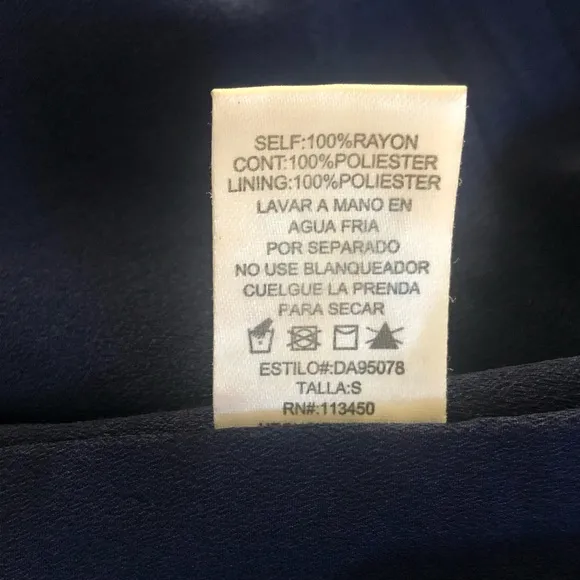 SELF:100%RAYON
CONT:100%POLIESTER
LINING:100%POLIESTER
LAVAR A MANO EN
AGUA FRIA
POR SEPARADO
NO USE BLANQUEADOR
CUELGUE LA PRENDA
PARA SECAR
ESTILO#:DA95078
TALLA:S
RN#:113450